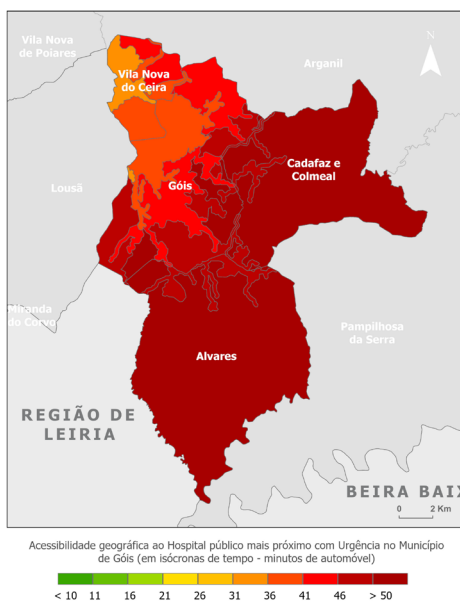 Vila Nova
de Poiares
N
Arganil
Vila Nova
do Ceira
Cadafaz e
Colmeal
Lousã
Góis
Miranda
do Corvo
Pampilhosa
da Serra
Alvares
REGIÃO DE
LEIRIA
BEIRA BAIX
0 2 Km
Acessibilidade geográfica ao Hospital público mais próximo com Urgência no Município
de Góis (em isócronas de tempo - minutos de automóvel)
< 10 11 16 21 26 31 36 41 46 > 50